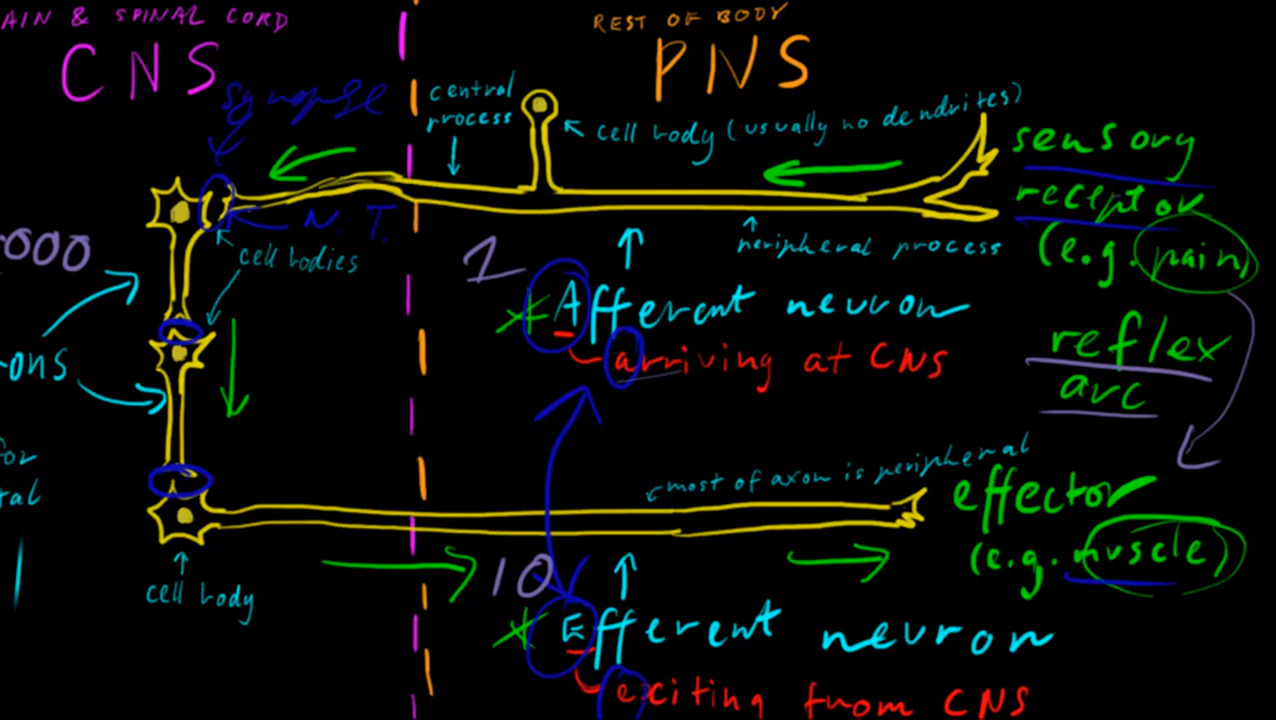 AIN & SPINAL CORD
CNS
REST OF BODY
PNS
synapse
central
process
cell body (usually no dendrites)
sensory
receptor
(e.g. pain)
N.T.
cell bodies
000
peripheral process
1
* Afferent neuron
arriving at CNS
reflex
arc
ons
for
tal
most of axon is peripheral
effector
(e.g. muscle)
cell body
10
* Efferent neuron
exciting from CNS